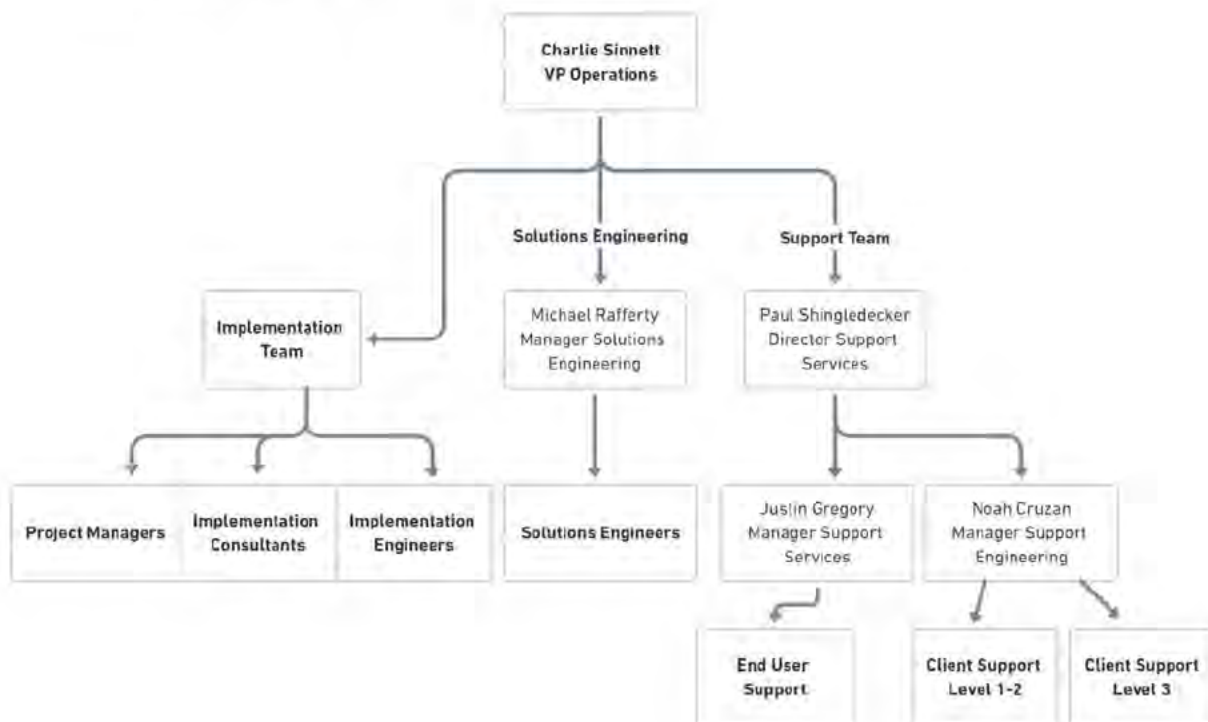 Charlie Sinnett
VP Operations
Solutions Engineering
Support Team
Implementation
Team
Michael Rafferty
Manager Solutions
Engineering
Paul Shingledecker
Director Support
Services
Project Managers
Implementation
Consultants
Implementation
Engineers
Solutions Engineers
Justin Gregory
Manager Support
Services
Noah Cruzan
Manager Support
Engineering
End User
Support
Client Support
Level 1-2
Client Support
Level 3